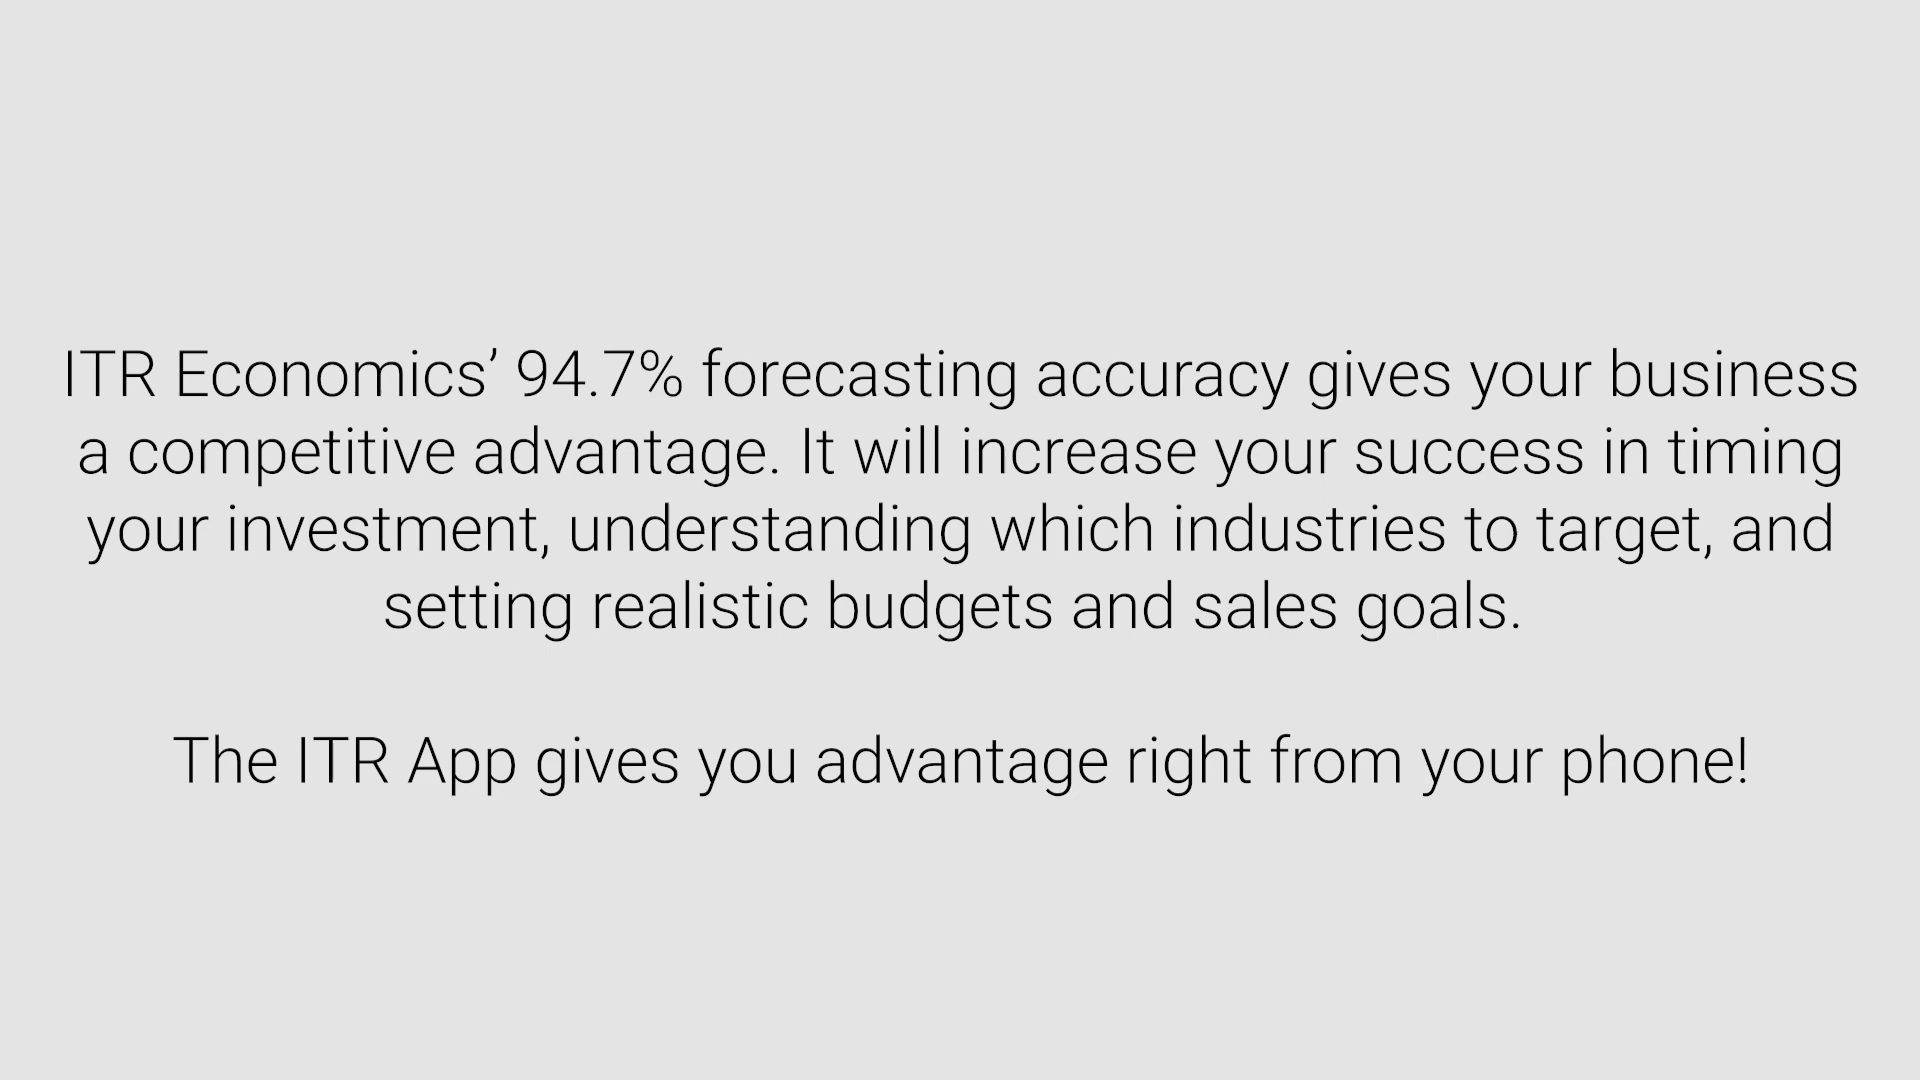 ITR Economics’ 94.7% forecasting accuracy gives your business
a competitive advantage. It will increase your success in timing
your investment, understanding which industries to target, and
setting realistic budgets and sales goals.
The ITR App gives you advantage right from your phone!